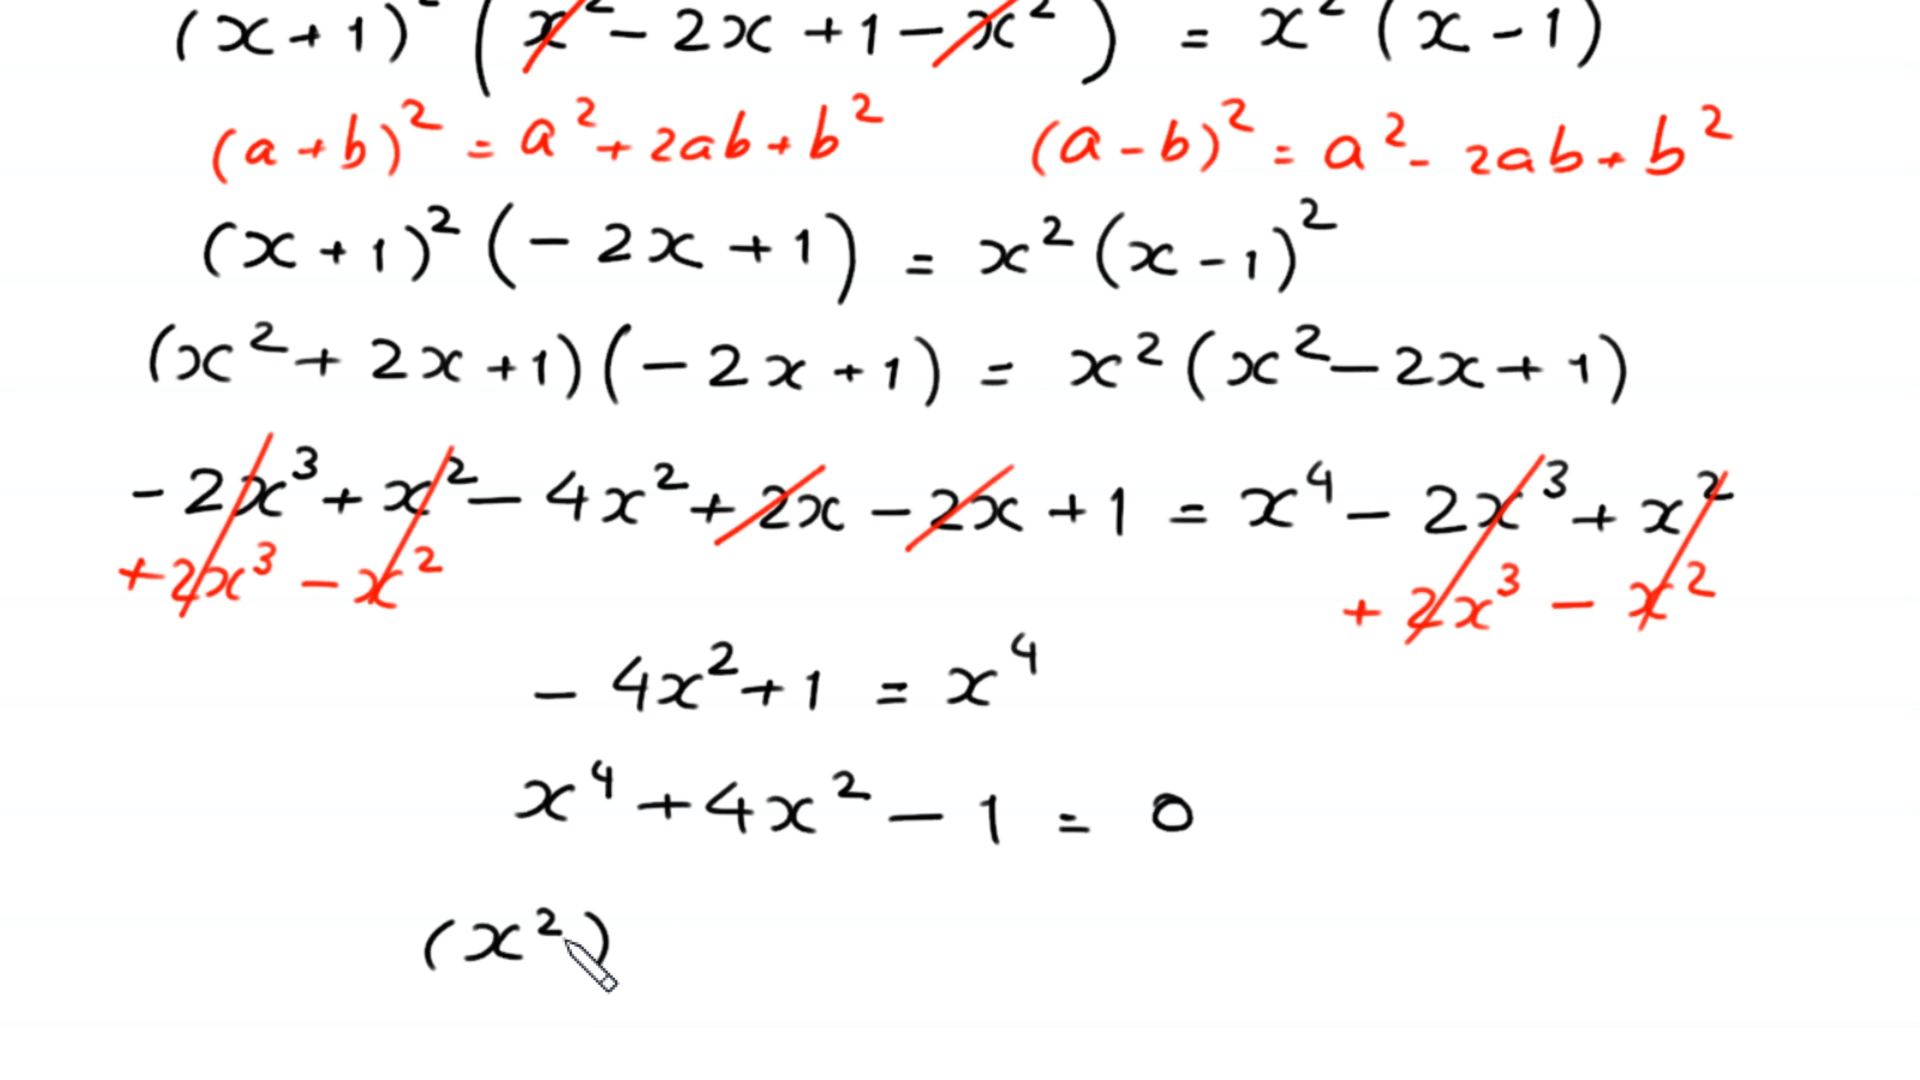 (x+1)² (x²-2x+1-x²) = x²(x-1)
(a+b)² = a²+2ab+b² (a-b)² = a²-2ab+b²
(x+1)² (-2x+1) = x²(x-1)²
(x²+2x+1)(-2x+1) = x²(x²-2x+1)
-2x³+x²-4x²+2x-2x+1 = x⁴-2x³+x²
+2x³-x² +2x³-x²
-4x²+1 = x⁴
x⁴+4x²-1 = 0
(x²)